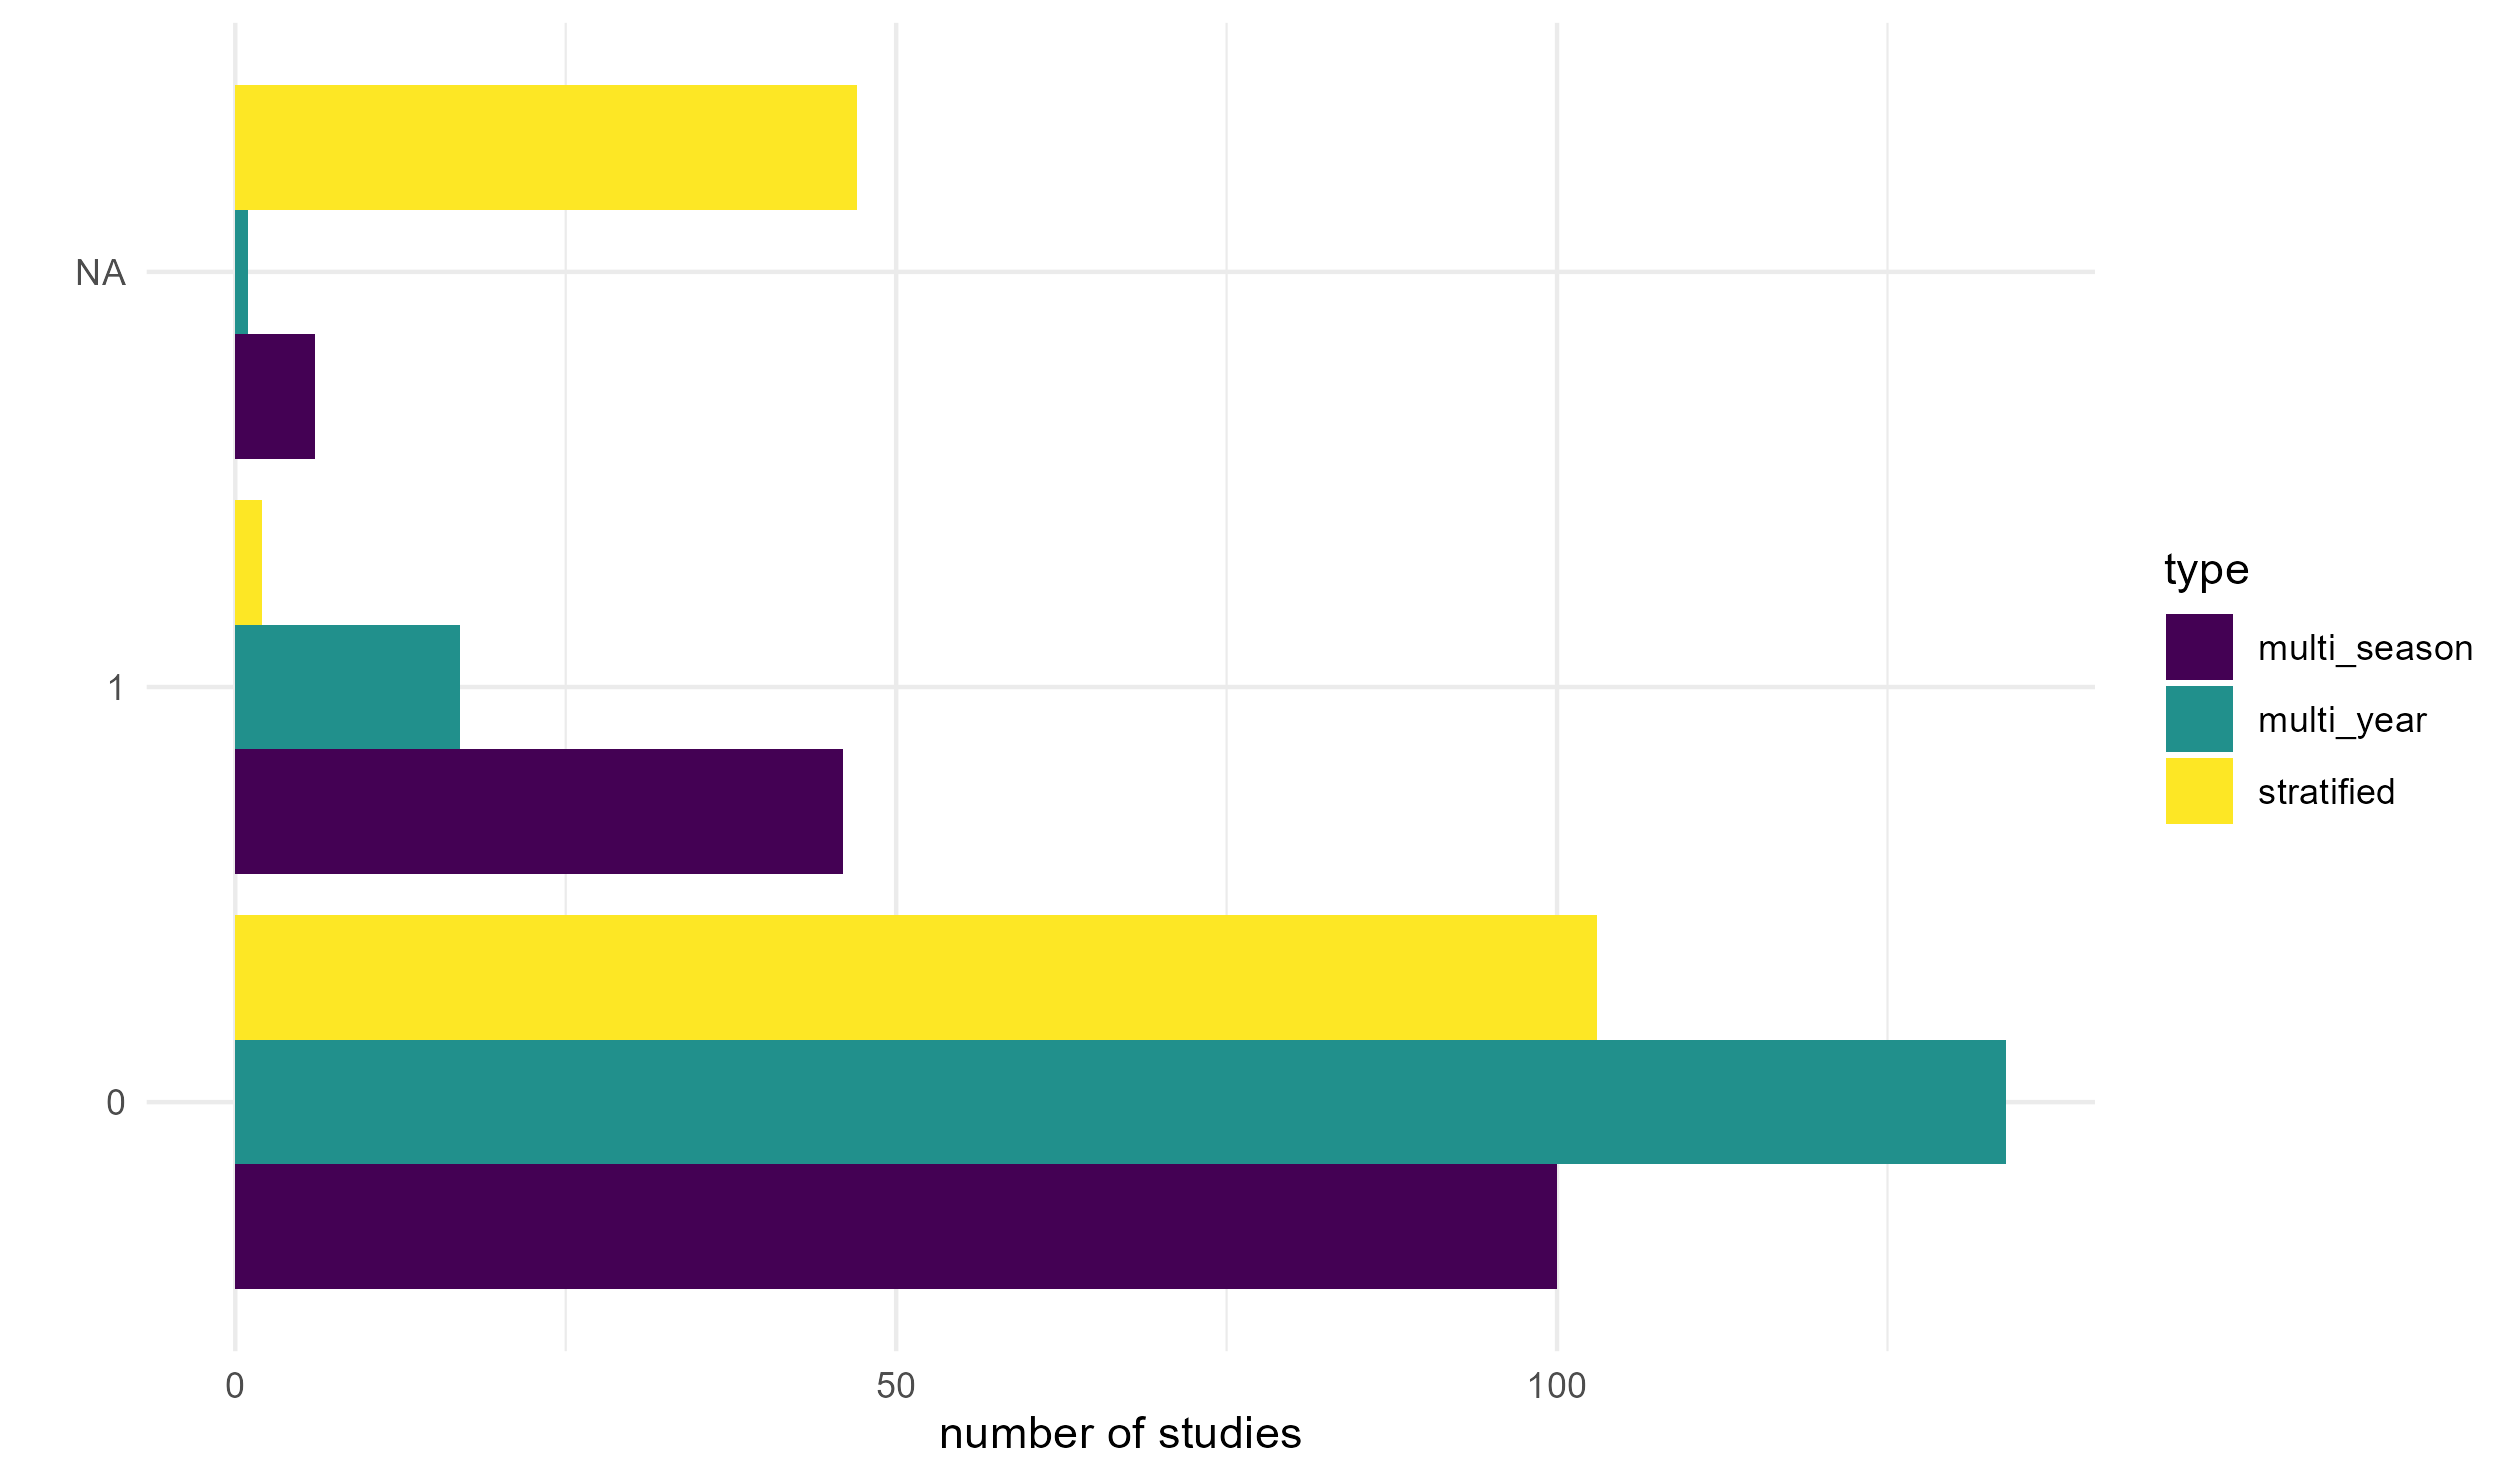 NA
1
0
0
50
100
number of studies
type
multi_season
multi_year
stratified